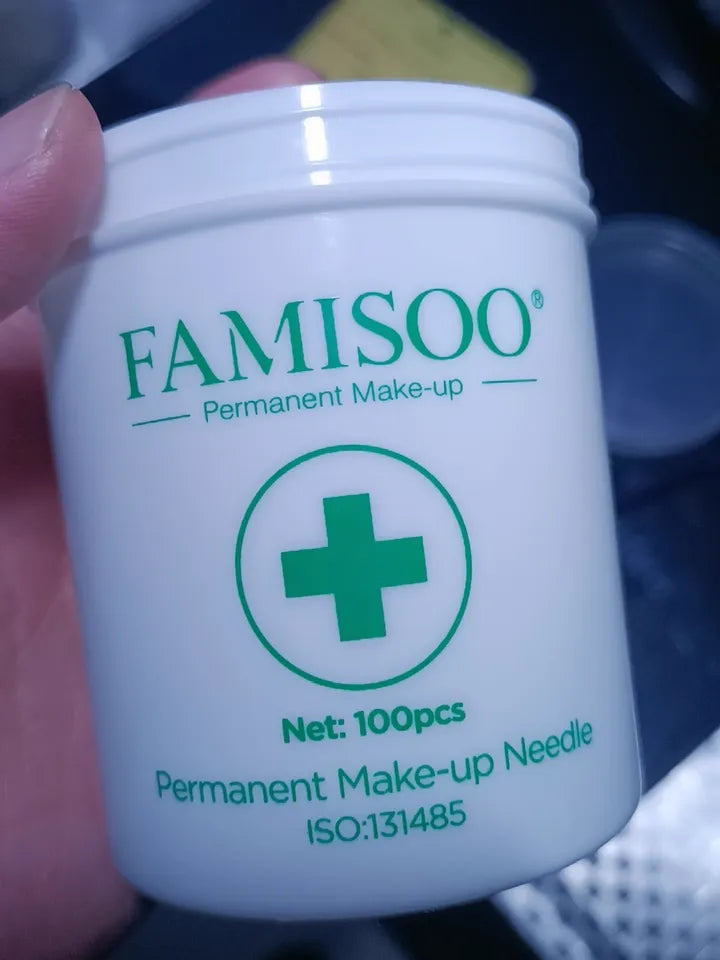 FAMISOO®
Permanent Make-up
Net: 100pcs
Permanent Make-up Needle
ISO:131485